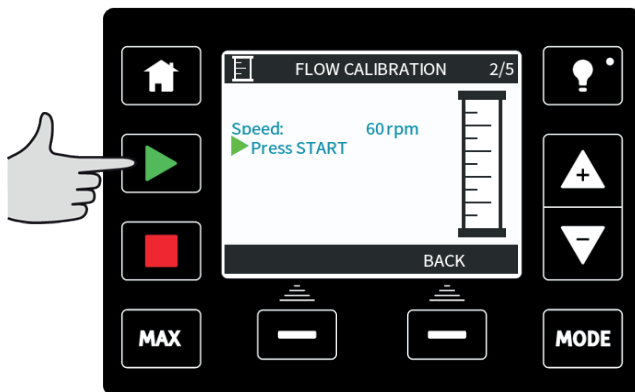 FLOW CALIBRATION 2/5
Speed: 60 rpm
Press START
BACK
MAX
MODE